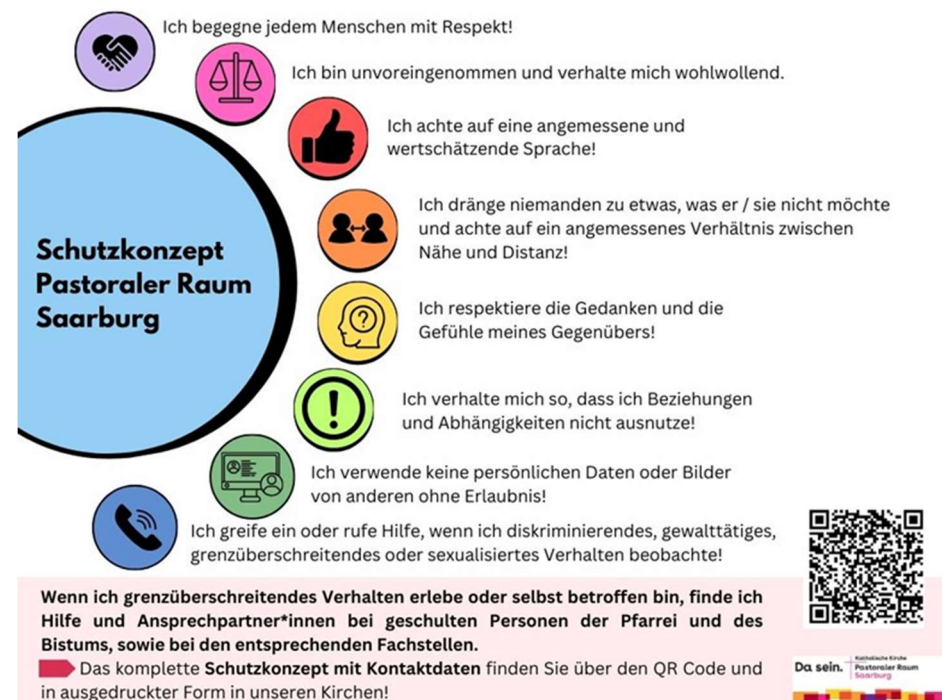 Ich begegne jedem Menschen mit Respekt!
Ich bin unvoreingenommen und verhalte mich wohlwollend.
Ich achte auf eine angemessene und
wertschätzende Sprache!
Ich dränge niemanden zu etwas, was er / sie nicht möchte
und achte auf ein angemessenes Verhältnis zwischen
Nähe und Distanz!
Schutzkonzept
Pastoraler Raum
Saarburg
Ich respektiere die Gedanken und die
Gefühle meines Gegenübers!
Ich verhalte mich so, dass ich Beziehungen
und Abhängigkeiten nicht ausnutze!
Ich verwende keine persönlichen Daten oder Bilder
von anderen ohne Erlaubnis!
Ich greife ein oder rufe Hilfe, wenn ich diskriminierendes, gewalttätiges,
grenzüberschreitendes oder sexualisiertes Verhalten beobachte!
Wenn ich grenzüberschreitendes Verhalten erlebe oder selbst betroffen bin, finde ich
Hilfe und Ansprechpartner*innen bei geschulten Personen der Pfarrei und des
Bistums, sowie bei den entsprechenden Fachstellen.
Das komplette Schutzkonzept mit Kontaktdaten finden Sie über den QR Code und
in ausgedruckter Form in unseren Kirchen!
Da sein.
Katholische Kirche
Pastoraler Raum
Saarburg